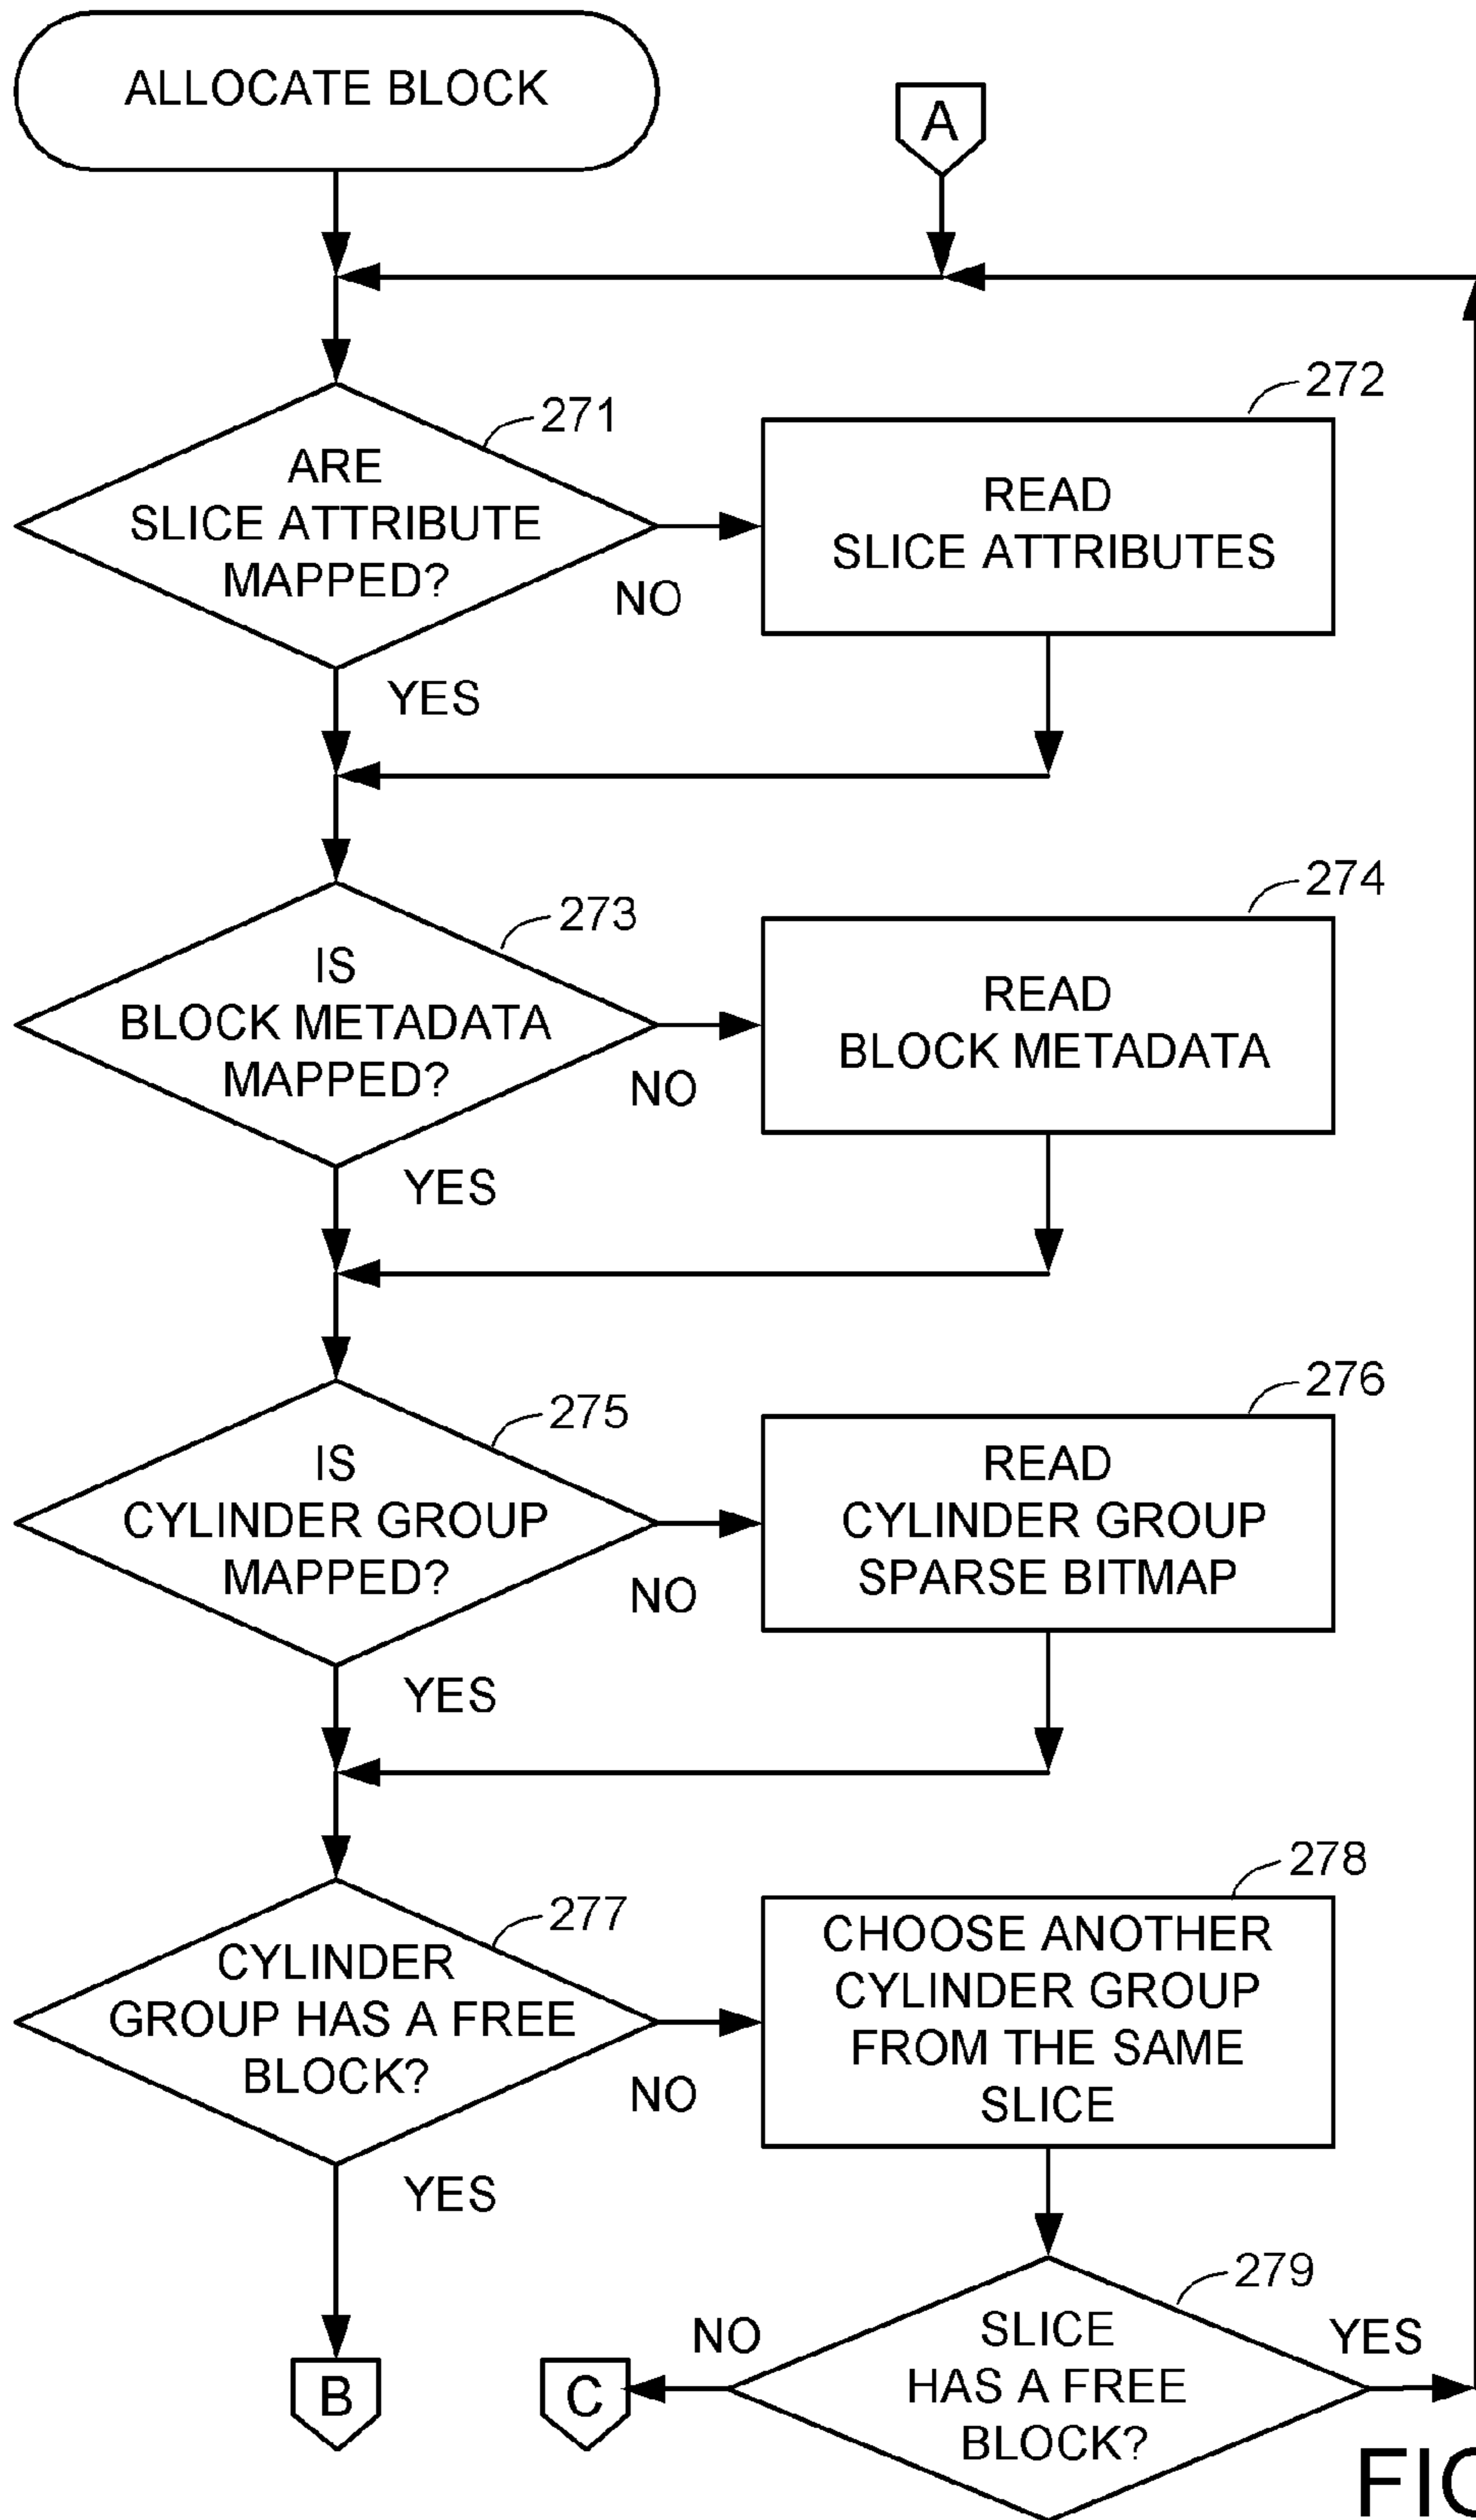 ALLOCATE BLOCK
A
271
ARE
SLICE ATTRIBUTE
MAPPED?
NO
YES
272
READ
SLICE ATTRIBUTES
273
IS
BLOCK METADATA
MAPPED?
NO
YES
274
READ
BLOCK METADATA
275
IS
CYLINDER GROUP
MAPPED?
NO
YES
276
READ
CYLINDER GROUP
SPARSE BITMAP
277
CYLINDER
GROUP HAS A FREE
BLOCK?
NO
YES
278
CHOOSE ANOTHER
CYLINDER GROUP
FROM THE SAME
SLICE
279
SLICE
HAS A FREE
BLOCK?
NO
YES
B
C